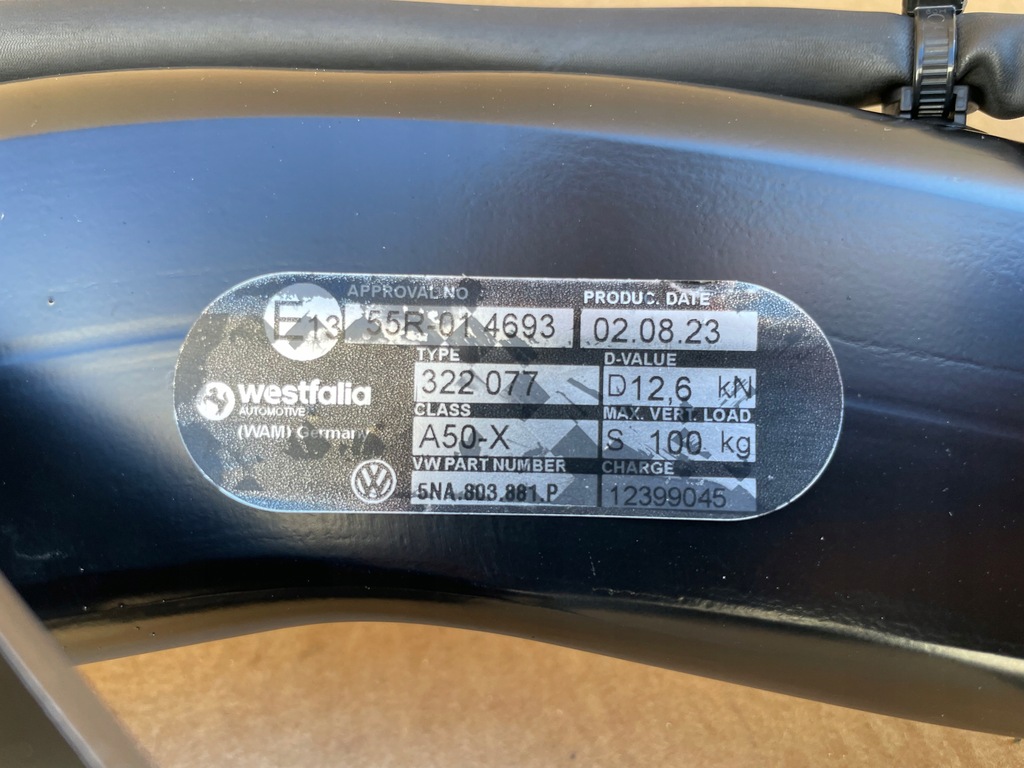 APPROVAL NO
PRODUC. DATE
E13
55R-01 4693
02.08.23
TYPE
D-VALUE
322 077
D12,6 kN
westfalia
AUTOMOTIVE
(WAM) Germany
CLASS
MAX. VERT. LOAD
A50-X
S 100 kg
VW PART NUMBER
CHARGE
5NA.803.881.P
12399045